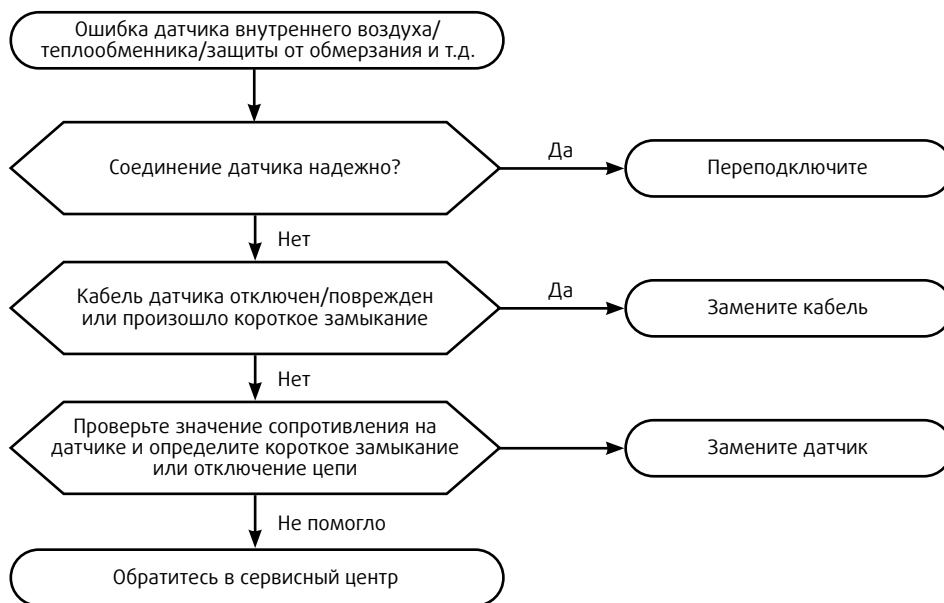 Ошибка датчика внутреннего воздуха/
теплообменника/защиты от обмерзания и т.д.
Соединение датчика надежно?
Да
Переподключите
Нет
Кабель датчика отключен/поврежден
или произошло короткое замыкание
Да
Замените кабель
Нет
Проверьте значение сопротивления на
датчике и определите короткое замыкание
или отключение цепи
Замените датчик
Не помогло
Обратитесь в сервисный центр